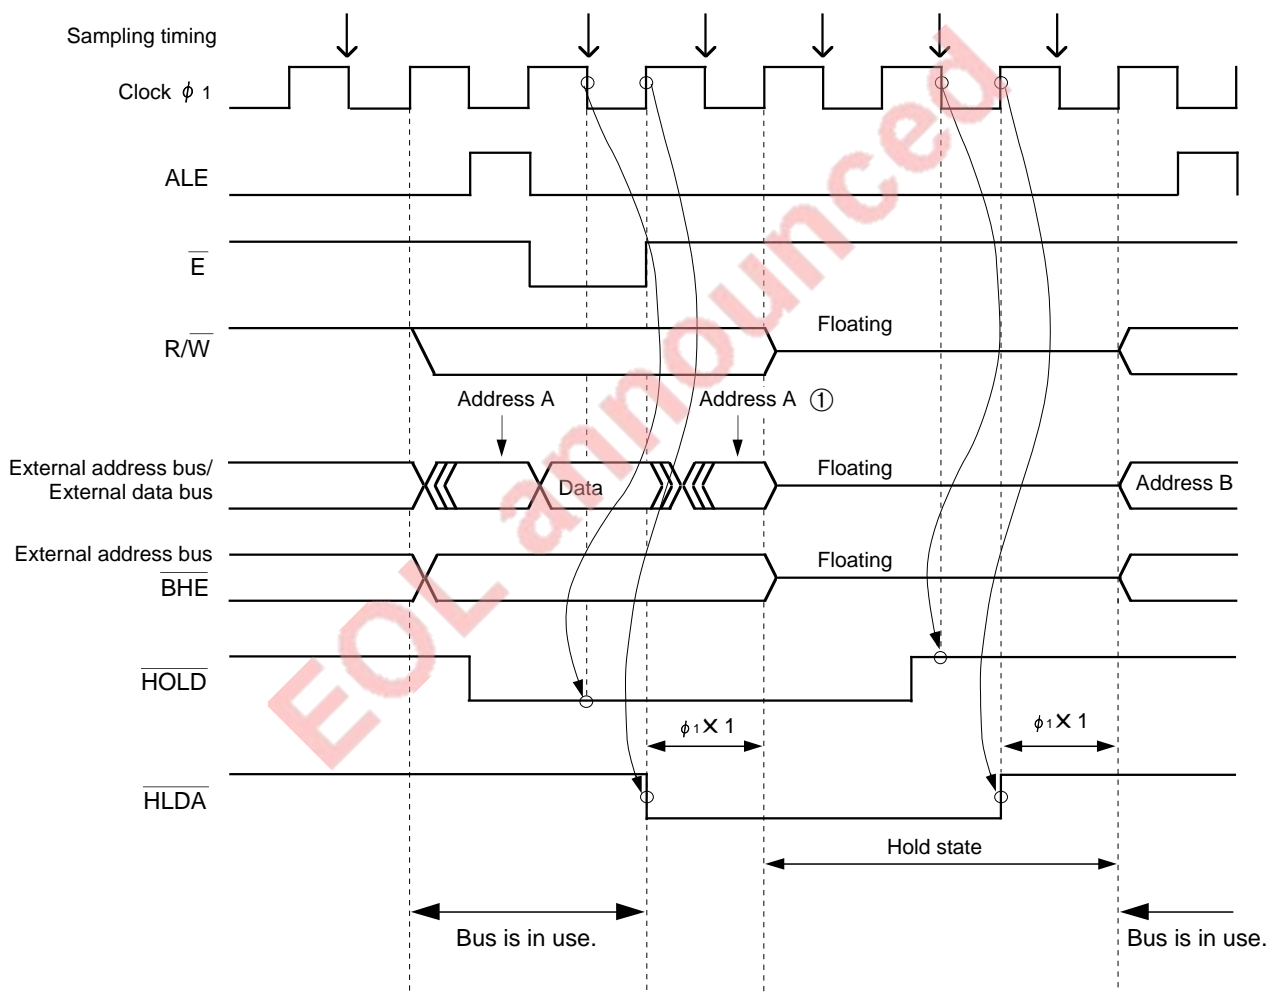 Sampling timing
Clock ϕ 1
ALE
E
R/W
Floating
Address A
Address A ①
External address bus/
External data bus
Data
Floating
Address B
External address bus
BHE
Floating
HOLD
ϕ1 X 1
ϕ1 X 1
HLDA
Hold state
Bus is in use.
Bus is in use.
EOL announced